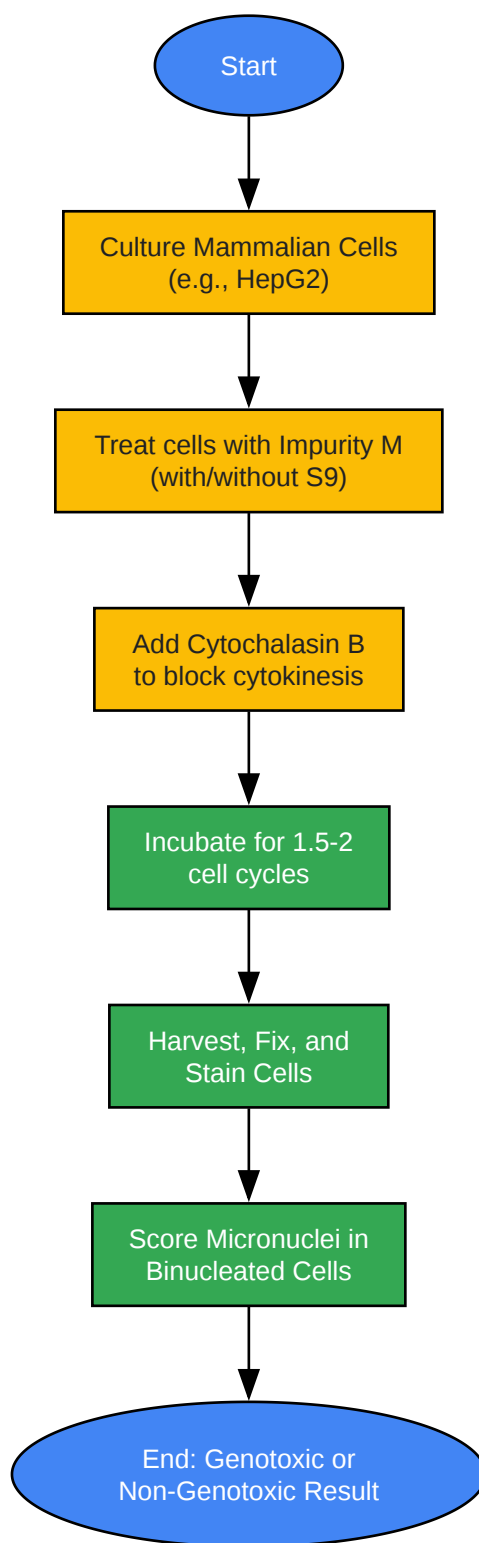 Start
Culture Mammalian Cells
(e.g., HepG2)
Treat cells with Impurity M
(with/without S9)
Add Cytochalasin B
to block cytokinesis
Incubate for 1.5-2
cell cycles
Harvest, Fix, and
Stain Cells
Score Micronuclei in
Binucleated Cells
End: Genotoxic or
Non-Genotoxic Result